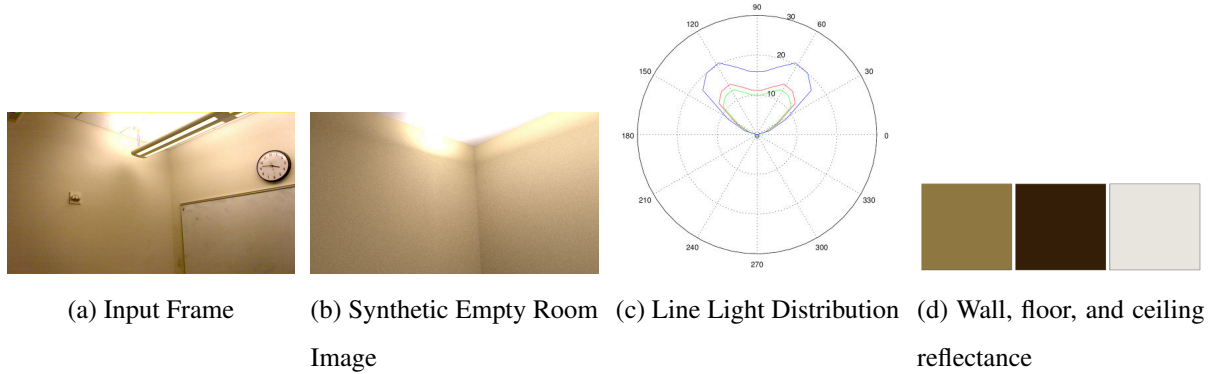 90
120
60
30
20
150
30
10
180
0
210
330
240
300
270
(a) Input Frame
(b) Synthetic Empty Room
Image
(c) Line Light Distribution
(d) Wall, floor, and ceiling
reflectance